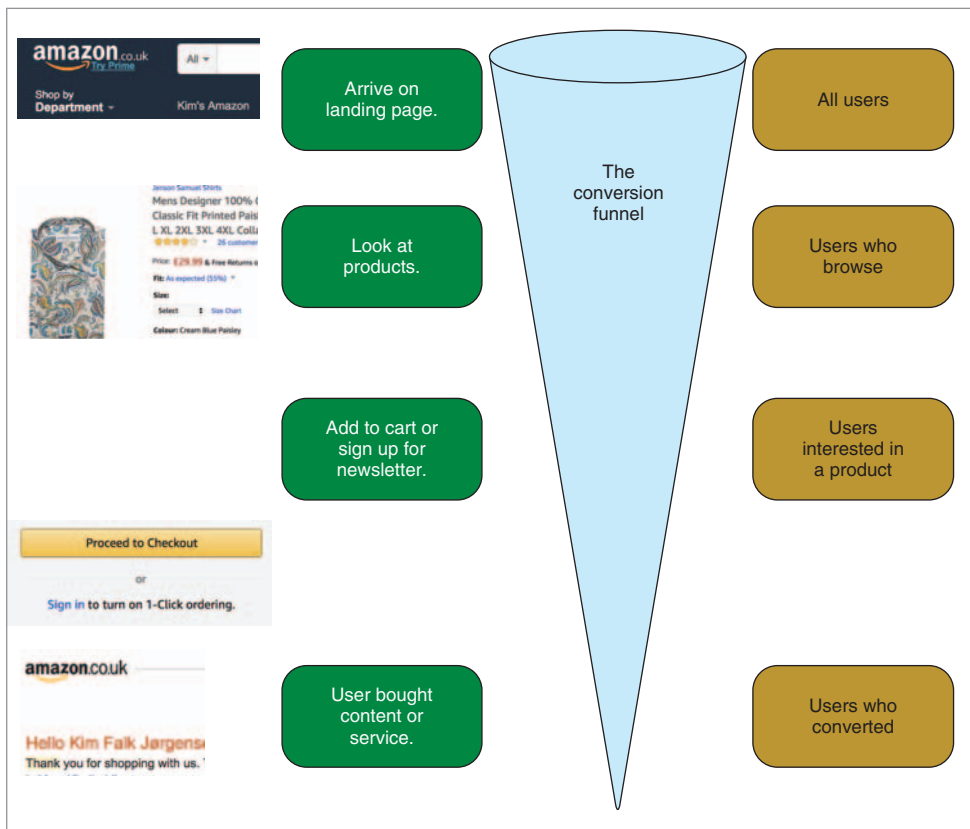 amazon.co.uk
Try Prime
All
Shop by
Department
Kim's Amazon
Arrive on
landing page.
All users
The
conversion
funnel
Jenson Samuel Shirts
Mens Designer 100%
Classic Fit Printed Pais
L XL 2XL 3XL 4XL Colla
26 customer
Price: £29.99 & Free Returns
Fit: As expected (55%)
Size:
Select
Size Chart
Colour: Cream Blue Paisley
Look at
products.
Users who
browse
Add to cart or
sign up for
newsletter.
Users
interested in
a product
Proceed to Checkout
or
Sign in to turn on 1-Click ordering.
amazon.co.uk
Hello Kim Falk Jørgens
Thank you for shopping with us.
User bought
content or
service.
Users who
converted